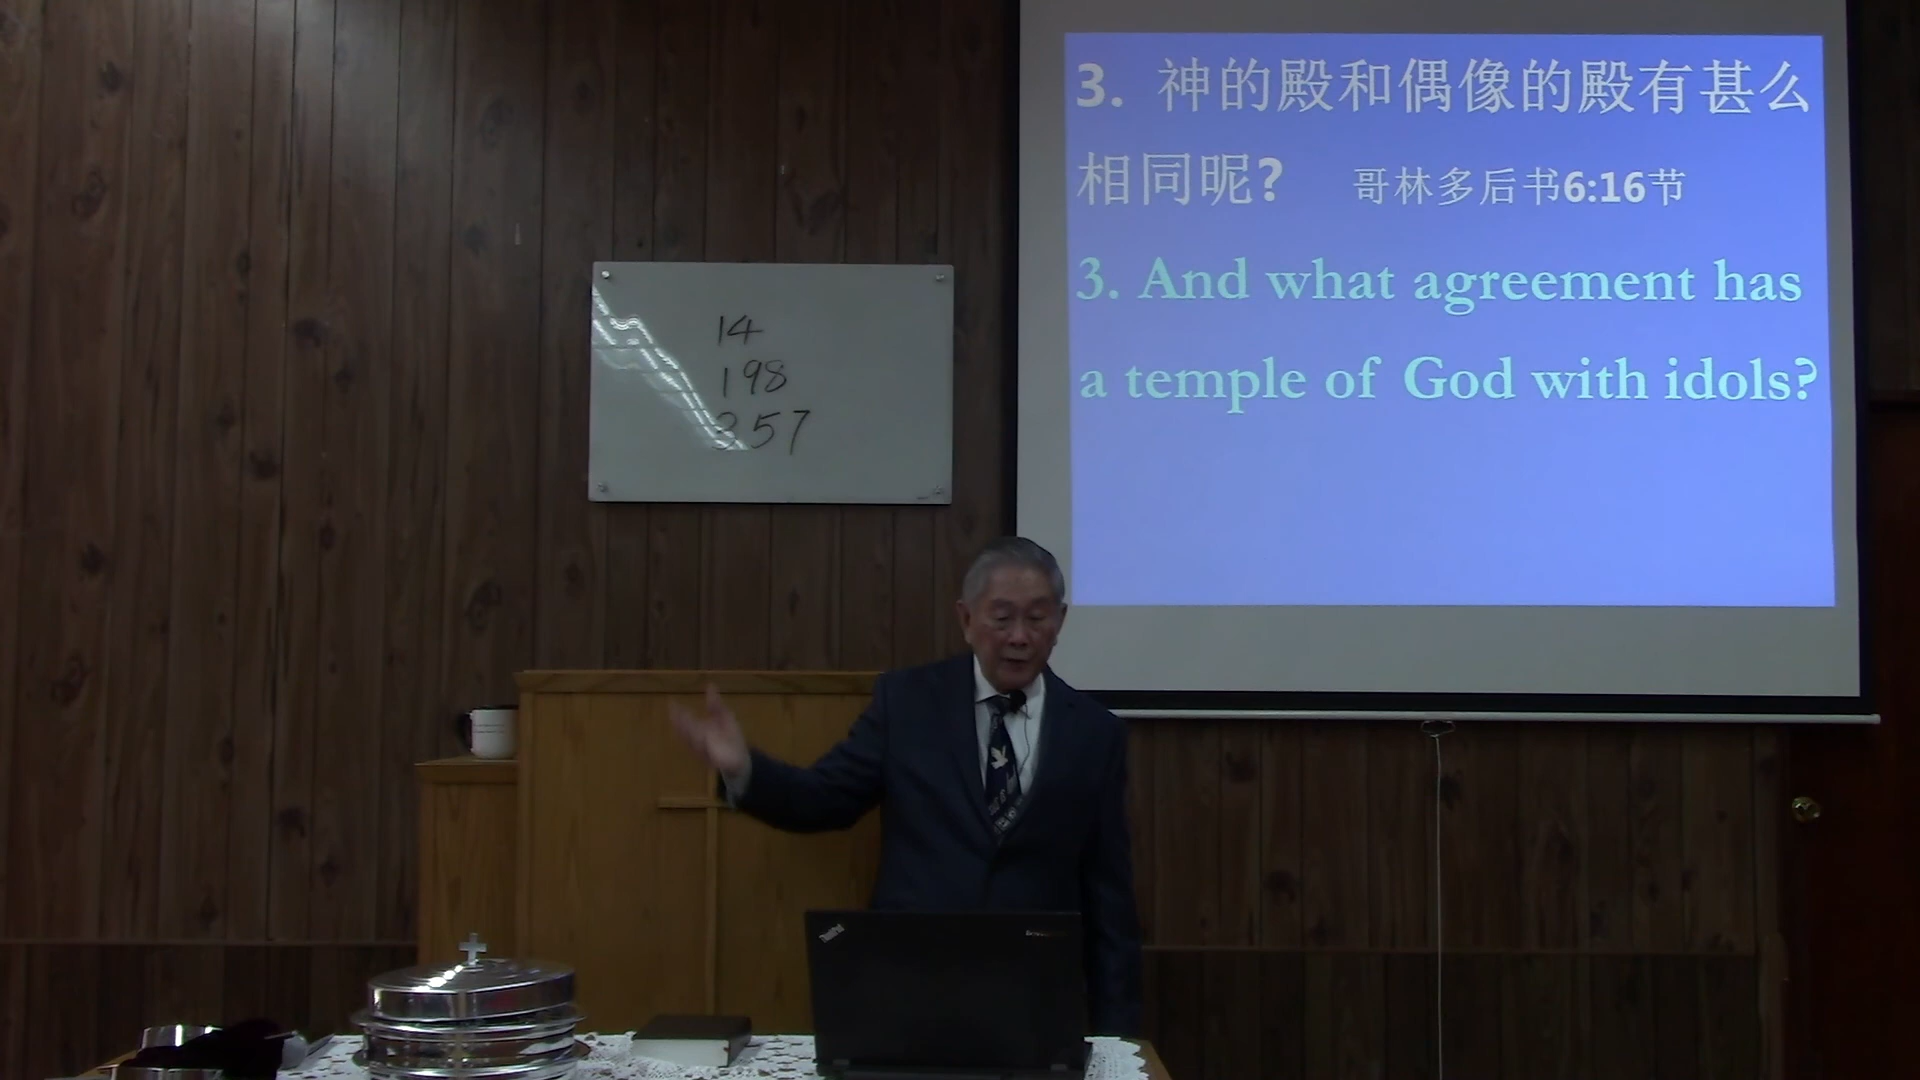 3. 神的殿和偶像的殿有甚么
相同昵? 哥林多后书6:16节
3. And what agreement has
a temple of God with idols?
14
198
357
ThinkPad